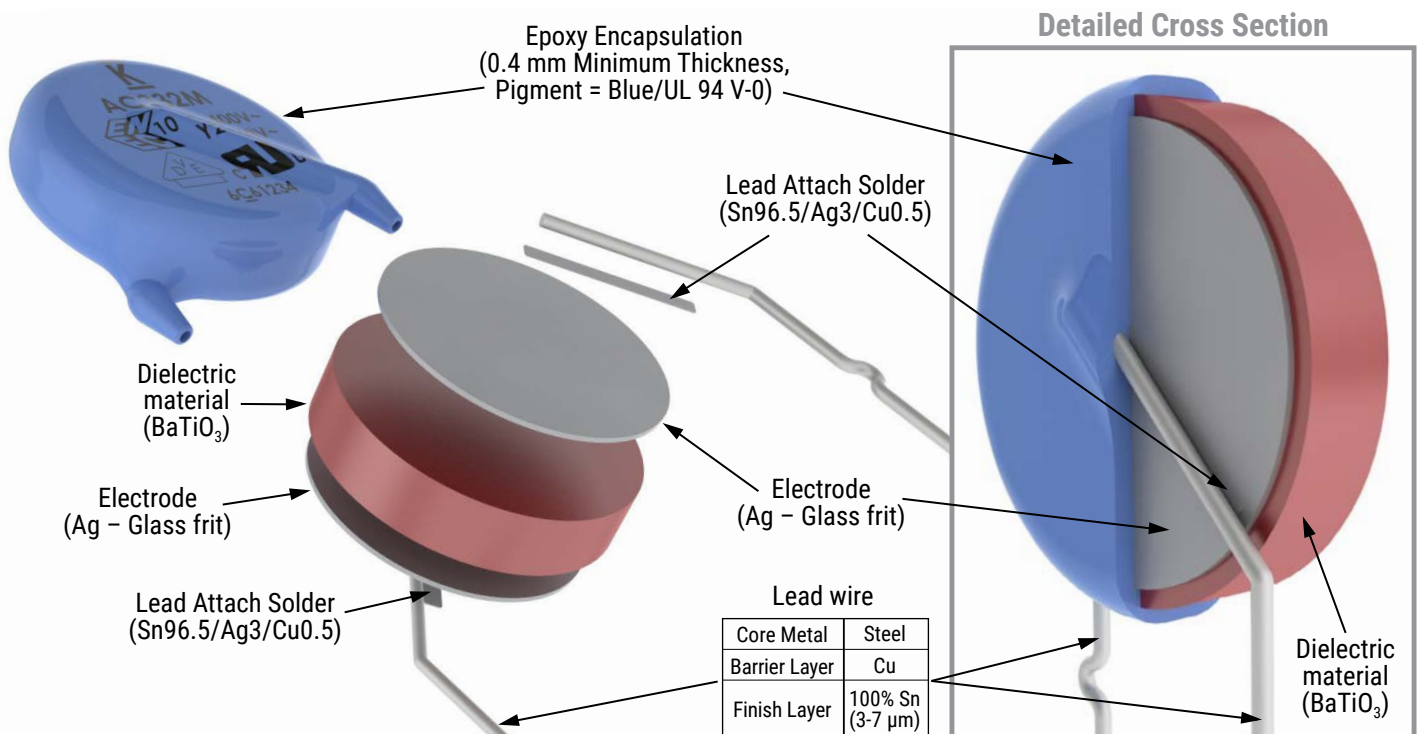 Detailed Cross Section
Epoxy Encapsulation
(0.4 mm Minimum Thickness,
Pigment = Blue/UL 94 V-0)
K
10
VDE
6C61234
Lead Attach Solder
(Sn96.5/Ag3/Cu0.5)
Dielectric
material
(BaTiO₃)
Electrode
(Ag – Glass frit)
Electrode
(Ag – Glass frit)
Lead Attach Solder
(Sn96.5/Ag3/Cu0.5)
Lead wire
Core Metal Steel
Barrier Layer Cu
Finish Layer 100% Sn
(3-7 µm)
Dielectric
material
(BaTiO₃)